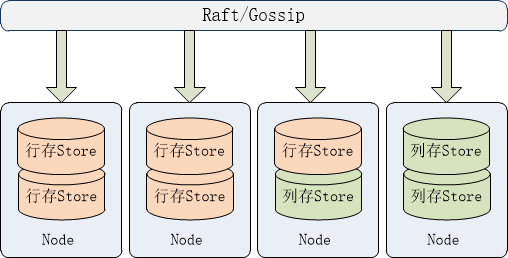 Raft/Gossip
行存Store
行存Store
Node
行存Store
行存Store
Node
行存Store
列存Store
Node
列存Store
列存Store
Node